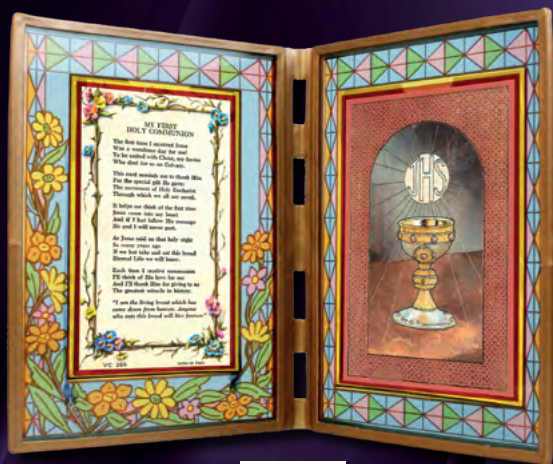 MY FIRST
HOLY COMMUNION
The first time I received Jesus
Was a wondrous day for me!
To be united with Christ, my Savior
Who died for us on Calvary.
This card reminds me to thank Him
For the special gift He gave:
The sacrament of Holy Eucharist
Through which we all are saved.
It helps me think of the first time
Jesus came into my heart
And if I but follow His message
He and I will never part.
As Jesus said on that holy night
So many years ago
If we but take and eat this bread
Eternal Life we will know.
Each time I receive communion
I'll think of His love for me
And I'll thank Him for giving to us
The greatest miracle in history.
"I am the living bread which has
come down from heaven. Anyone
who eats this bread will live forever."
VC 266
IHS